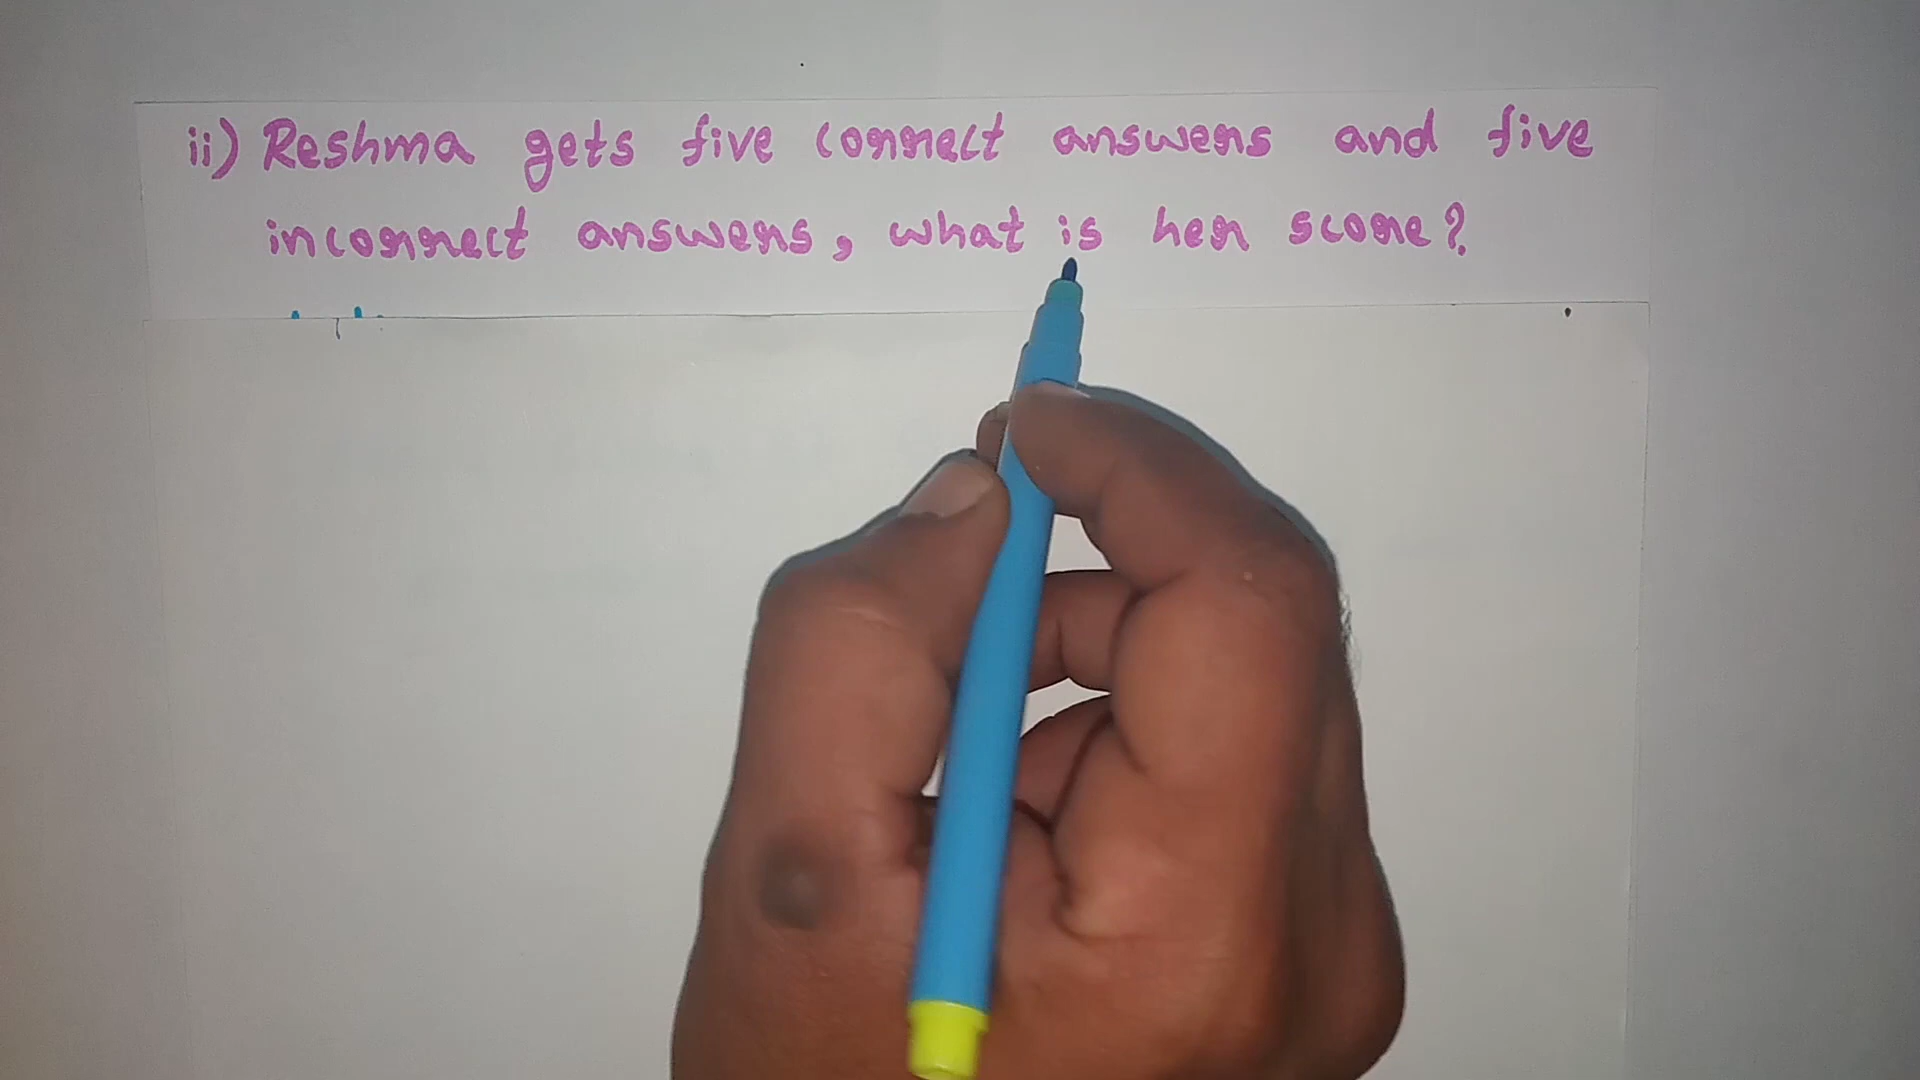 ii) Reshma gets five correct answers and five
incorrect answers, what is her score?